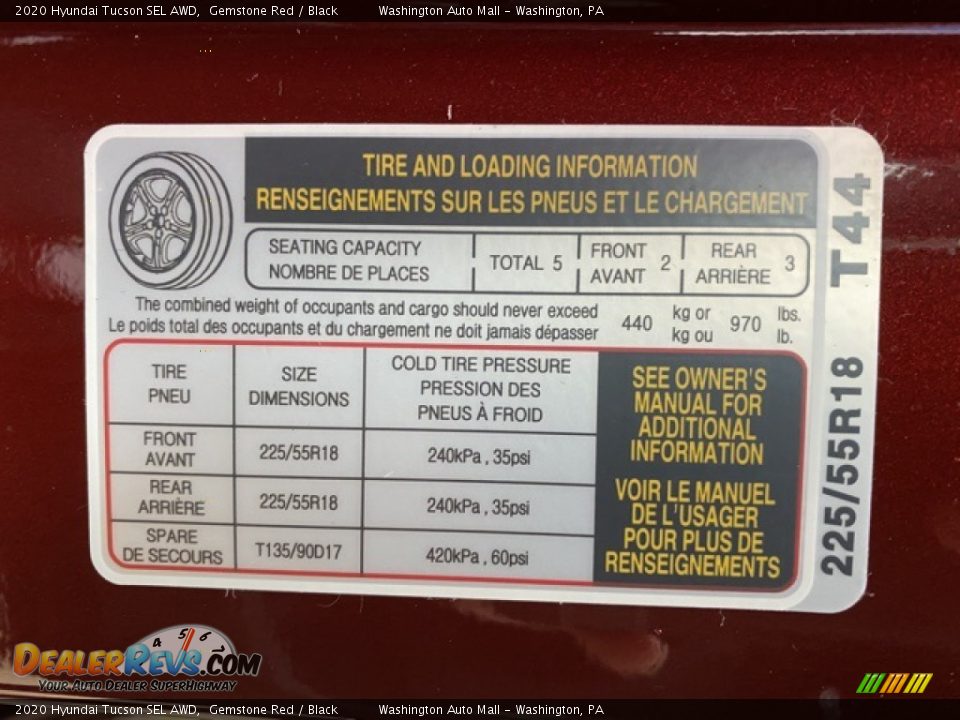 2020 Hyundai Tucson SEL AWD, Gemstone Red / Black Washington Auto Mall - Washington, PA
TIRE AND LOADING INFORMATION
RENSEIGNEMENTS SUR LES PNEUS ET LE CHARGEMENT
SEATING CAPACITY
NOMBRE DE PLACES
TOTAL 5
FRONT
AVANT
2
REAR
ARRIÈRE
3
The combined weight of occupants and cargo should never exceed
Le poids total des occupants et du chargement ne doit jamais dépasser
440
kg or
kg ou
970
lbs.
lb.
TIRE
PNEU
SIZE
DIMENSIONS
COLD TIRE PRESSURE
PRESSION DES
PNEUS À FROID
FRONT
AVANT
225/55R18
240kPa , 35psi
REAR
ARRIÈRE
225/55R18
240kPa , 35psi
SPARE
DE SECOURS
T135/90D17
420kPa , 60psi
SEE OWNER'S
MANUAL FOR
ADDITIONAL
INFORMATION
VOIR LE MANUEL
DE L'USAGER
POUR PLUS DE
RENSEIGNEMENTS
225/55R18 T44
4 5 6
DEALERREVS.COM
YOUR AUTO DEALER SUPERHIGHWAY
2020 Hyundai Tucson SEL AWD, Gemstone Red / Black Washington Auto Mall - Washington, PA